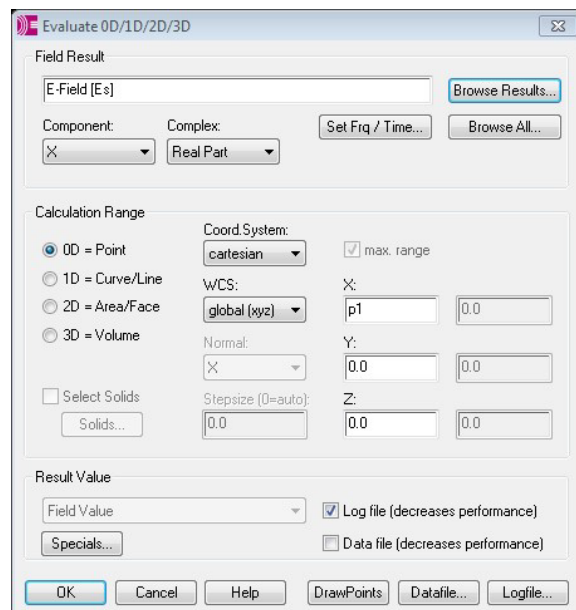 Evaluate 0D/1D/2D/3D
Field Result
E-Field [Es]
Browse Results...
Component:
Complex:
Set Frq / Time...
Browse All...
X
Real Part
Calculation Range
Coord.System:
0D = Point
cartesian
max. range
1D = Curve/Line
WCS:
X:
2D = Area/Face
global (xyz)
p1
0.0
3D = Volume
Normal:
Y:
X
0.0
0.0
Select Solids
Stepsize (0=auto):
Z:
Solids...
0.0
0.0
0.0
Result Value
Field Value
Log file (decreases performance)
Specials...
Data file (decreases performance)
OK
Cancel
Help
DrawPoints
Datafile...
Logfile...